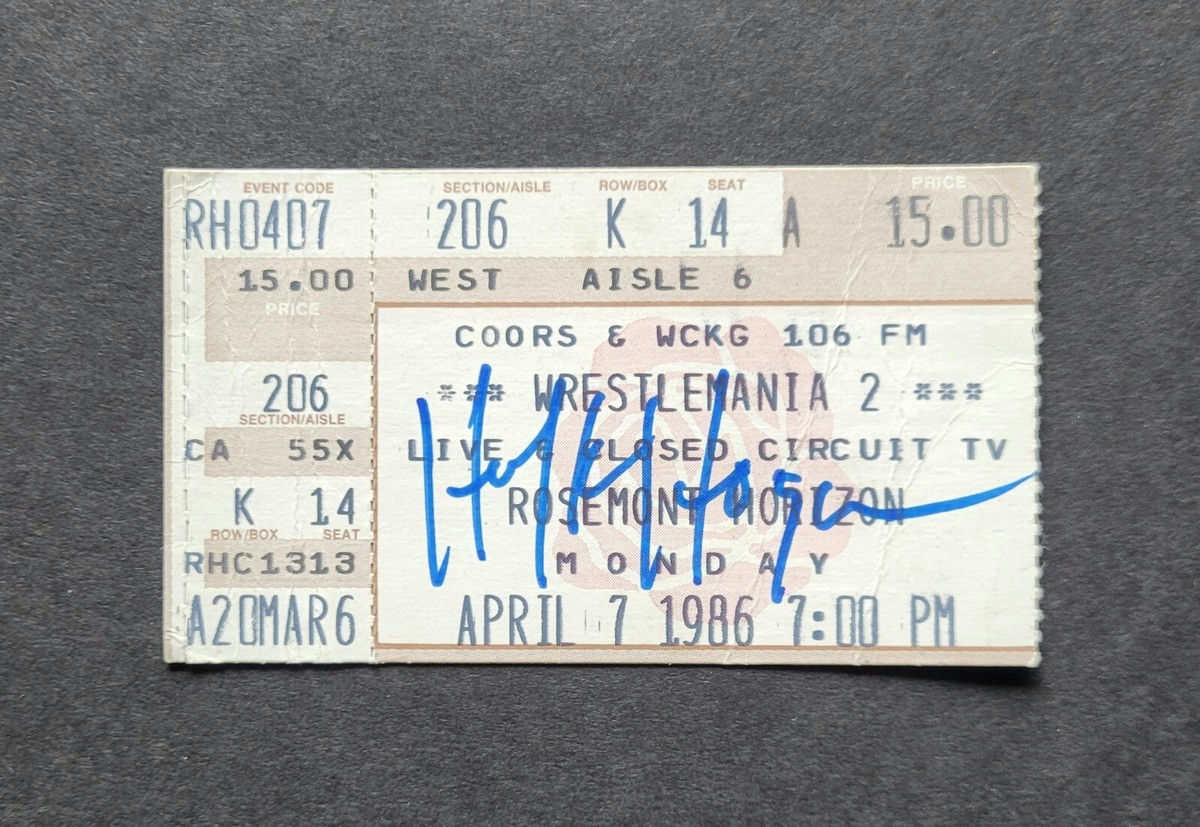 EVENT CODE SECTION/AISLE ROW/BOX SEAT PRICE
RH0407 206 K 14 A 15.00
15.00 WEST AISLE 6
PRICE
COORS & WCKG 106 FM
206 *** WRESTLEMANIA 2 ***
SECTION/AISLE
CA 55X LIVE & CLOSED CIRCUIT TV
K 14 ROSEMONT HORIZON
ROW/BOX SEAT
Hulk Hogan
RHC1313 MONDAY
A20MAR6 APRIL 7 1986 7:00 PM